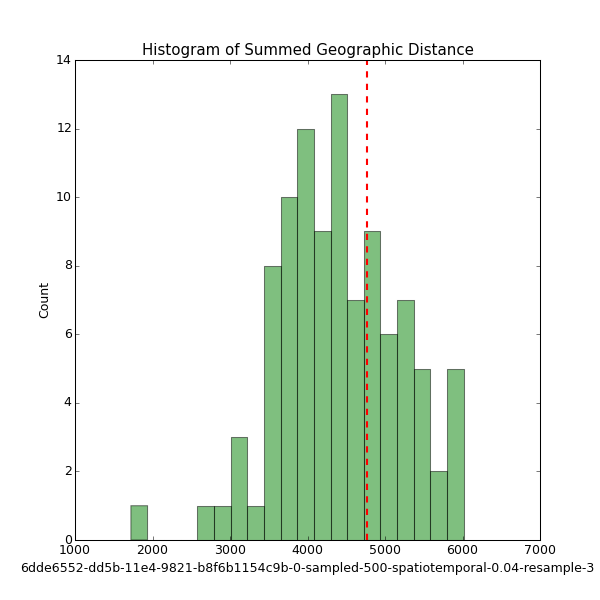 Histogram of Summed Geographic Distance
14
12
10
8
6
4
2
0
Count
1000 2000 3000 4000 5000 6000 7000
6dde6552-dd5b-11e4-9821-b8f6b1154c9b-0-sampled-500-spatiotemporal-0.04-resample-3